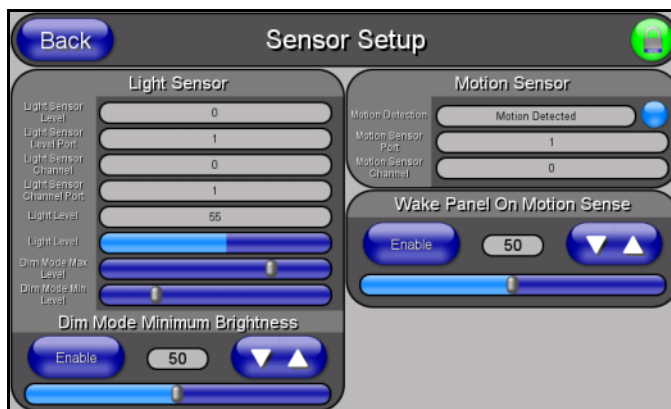 Back
Sensor Setup
Light Sensor
Light Sensor
Level
0
Light Sensor
Level Port
1
Light Sensor
Channel
0
Light Sensor
Channel Port
1
Light Level
55
Light Level
Dim Mode Max
Level
Dim Mode Min
Level
Dim Mode Minimum Brightness
Enable
50
Motion Sensor
Motion Detection
Motion Detected
Motion Sensor
Port
1
Motion Sensor
Channel
0
Wake Panel On Motion Sense
Enable
50